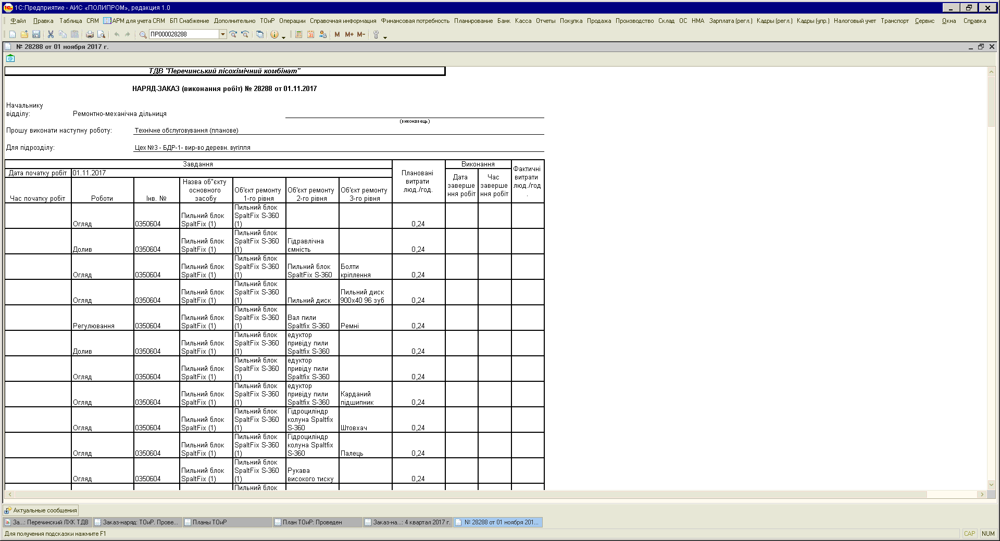 1С:Предприятие - АИС «ПОЛИПРОМ», редакция 1.0
Файл Правка Таблица CRM АРМ для учета CRM БП Снабжение Дополнительно ТОиР Операции Справочная информация Финансовая потребность Планирование Банк Касса Отчеты Покупка Продажа Производство Склад ОС НМА Зарплата (регл.) Кадры (регл.) Кадры (упр.) Налоговый учет Транспорт Сервис Окна Справка
ПР000028288 M M+ M-
№ 28288 от 01 ноября 2017 г.
ТДВ "Перечинський лісохімічний комбінат"
НАРЯД-ЗАКАЗ (виконання робіт) № 28288 от 01.11.2017
Начальнику
відділу: Ремонтно-механічна дільниця
(виконавець)
Прошу виконати наступну роботу: Технічне обслуговування (планове)
Для підрозділу: Цех №3 - БДР-1- вир-во деревн. вугілля
Завдання Плановані витрати люд./год. Виконання Фактичні витрати люд./год .
Дата початку робіт 01.11.2017
Час початку робіт Роботи Інв. № Назва об"єкту основного засобу Об'єкт ремонту 1-го рівня Об'єкт ремонту 2-го рівня Об'єкт ремонту 3-го рівня Дата заверше ння робіт Час заверше ння робіт
Огляд 0350604 Пильний блок SpaltFix (1) Пильний блок SpaltFix S-360 (1) 0,24
Долив 0350604 Пильний блок SpaltFix (1) Пильний блок SpaltFix S-360 (1) Гідравлічна ємність 0,24
Огляд 0350604 Пильний блок SpaltFix (1) Пильний блок SpaltFix S-360 (1) Пильний блок SpaltFix S-360 Болти кріплення 0,24
Огляд 0350604 Пильний блок SpaltFix (1) Пильний блок SpaltFix S-360 (1) Пильний диск Пильний диск 900х40 96 зуб 0,24
Регулювання 0350604 Пильний блок SpaltFix (1) Пильний блок SpaltFix S-360 (1) Вал пили Spaltfix S-360 Ремні 0,24
Долив 0350604 Пильний блок SpaltFix (1) Пильний блок SpaltFix S-360 (1) едуктор привіду пили Spaltfix S-360 0,24
Огляд 0350604 Пильний блок SpaltFix (1) Пильний блок SpaltFix S-360 (1) едуктор привіду пили Spaltfix S-360 0,24
Огляд 0350604 Пильний блок SpaltFix (1) Пильний блок SpaltFix S-360 (1) едуктор привіду пили Spaltfix S-360 Карданий підшипник 0,24
Огляд 0350604 Пильний блок SpaltFix (1) Пильний блок SpaltFix S-360 (1) Гідроциліндр колуна Spaltfix S-360 Штовхач 0,24
Огляд 0350604 Пильний блок SpaltFix (1) Пильний блок SpaltFix S-360 (1) Гідроциліндр колуна Spaltfix S-360 Палець 0,24
Огляд 0350604 Пильний блок SpaltFix (1) Пильний блок SpaltFix S-360 (1) Рукава високого тиску 0,24
Пильний блок
Актуальные сообщения
За...: Перечинский ЛХК ТДВ Заказ-наряд: ТОиР. Прове... Планы ТОиР План ТОиР: Проведен Заказ-на...: 4 квартал 2017 г. № 28288 от 01 ноября 201...
Для получения подсказки нажмите F1 CAP NUM